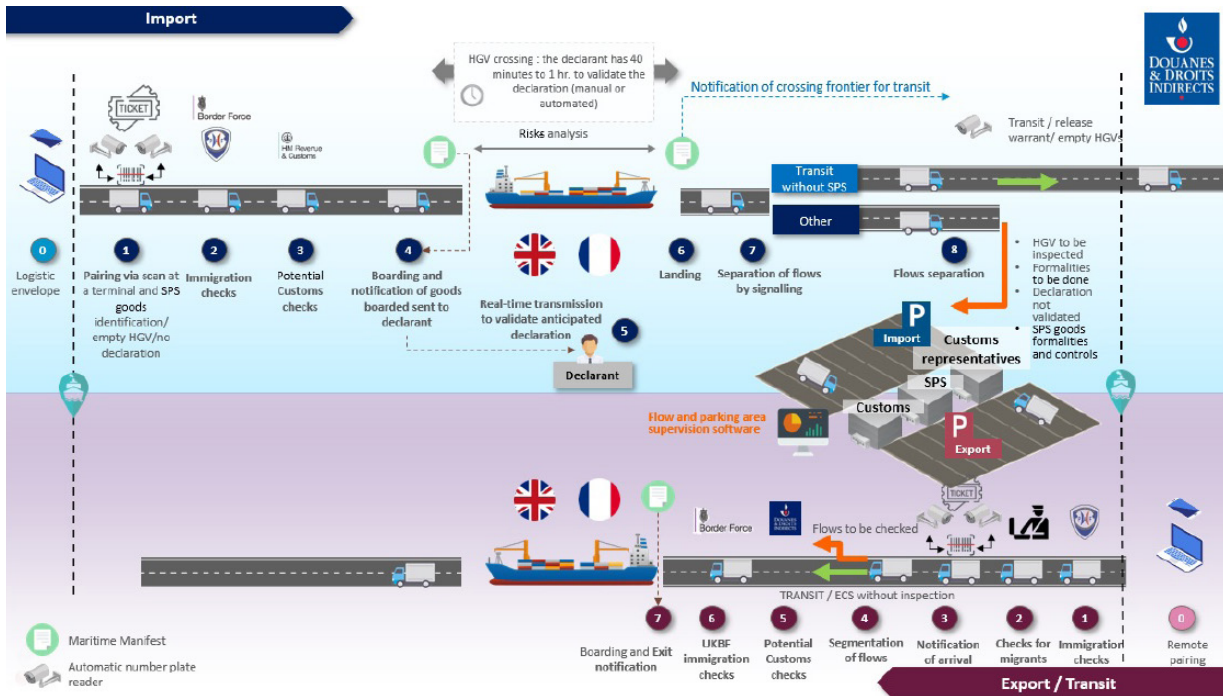 Import
DOUANES
& DROITS
INDIRECTS
HGV crossing : the declarant has 40
minutes to 1 hr. to validate the
declaration (manual or
automated)
Notification of crossing frontier for transit
Transit / release
warrant/ empty HGVs
TICKET
Border Force
HM Revenue
& Customs
Risks analysis
Transit
without SPS
Other
0
Logistic
envelope
1
Pairing via scan at
a terminal and SPS
goods
identification/
empty HGV/no
declaration
2
Immigration
checks
3
Potential
Customs
checks
4
Boarding and
notification of goods
boarded sent to
declarant
Real-time transmission
to validate anticipated
declaration
5
Declarant
6
Landing
7
Separation of flows
by signalling
8
Flows separation
• HGV to be
inspected
• Formalities
to be done
• Declaration
not
validated
• SPS goods
formalities
and controls
P
Import
Customs
representatives
SPS
Customs
P
Export
Flow and parking area
supervision software
TICKET
Border Force
DOUANES
& DROITS
INDIRECTS
Flows to be checked
TRANSIT / ECS without inspection
7
Boarding and Exit
notification
6
UKBF
immigration
checks
5
Potential
Customs
checks
4
Segmentation
of flows
3
Notification
of arrival
2
Checks for
migrants
1
Immigration
checks
0
Remote
pairing
Maritime Manifest
Automatic number plate
reader
Export / Transit